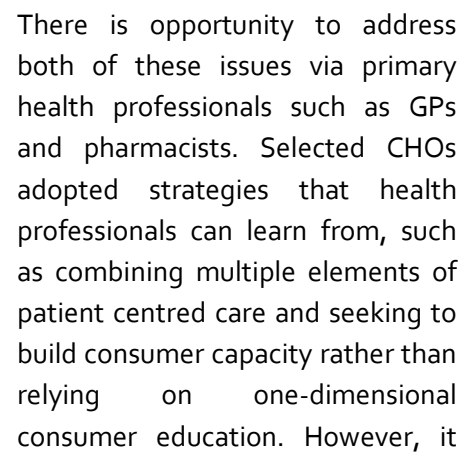 There is opportunity to address
both of these issues via primary
health professionals such as GPs
and pharmacists. Selected CHOs
adopted strategies that health
professionals can learn from, such
as combining multiple elements of
patient centred care and seeking to
build consumer capacity rather than
relying on one-dimensional
consumer education. However, it